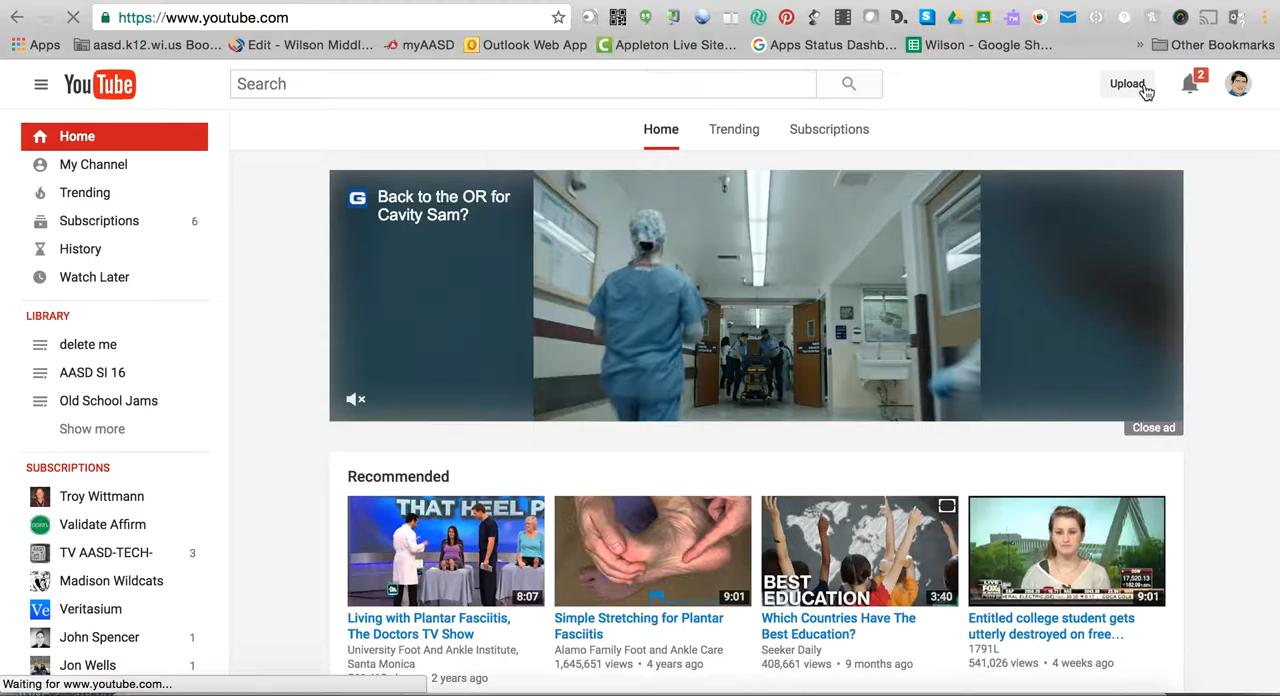 https://www.youtube.com
Apps aasd.k12.wi.us Boo... Edit - Wilson Middl... myAASD Outlook Web App Appleton Live Site... Apps Status Dashb... Wilson - Google Sh... » Other Bookmarks
YouTube Search Upload 2
Home Trending Subscriptions
Home
My Channel
Trending
Subscriptions 6
History
Watch Later
LIBRARY
delete me
AASD SI 16
Old School Jams
Show more
SUBSCRIPTIONS
Troy Wittmann
Validate Affirm
TV AASD-TECH- 3
Madison Wildcats
Ve Veritasium
John Spencer 1
Jon Wells 1
Waiting for www.youtube.com...
G Back to the OR for
Cavity Sam?
Close ad
Recommended
THAT HEEL P
8:07
Living with Plantar Fasciitis,
The Doctors TV Show
University Foot And Ankle Institute,
Santa Monica
2 years ago
9:01
Simple Stretching for Plantar
Fasciitis
Alamo Family Foot and Ankle Care
1,645,651 views • 4 years ago
BEST
EDUCATION
3:40
Which Countries Have The
Best Education?
Seeker Daily
408,661 views • 9 months ago
17,520.13
9:01
Entitled college student gets
utterly destroyed on free...
1791L
541,026 views • 4 weeks ago